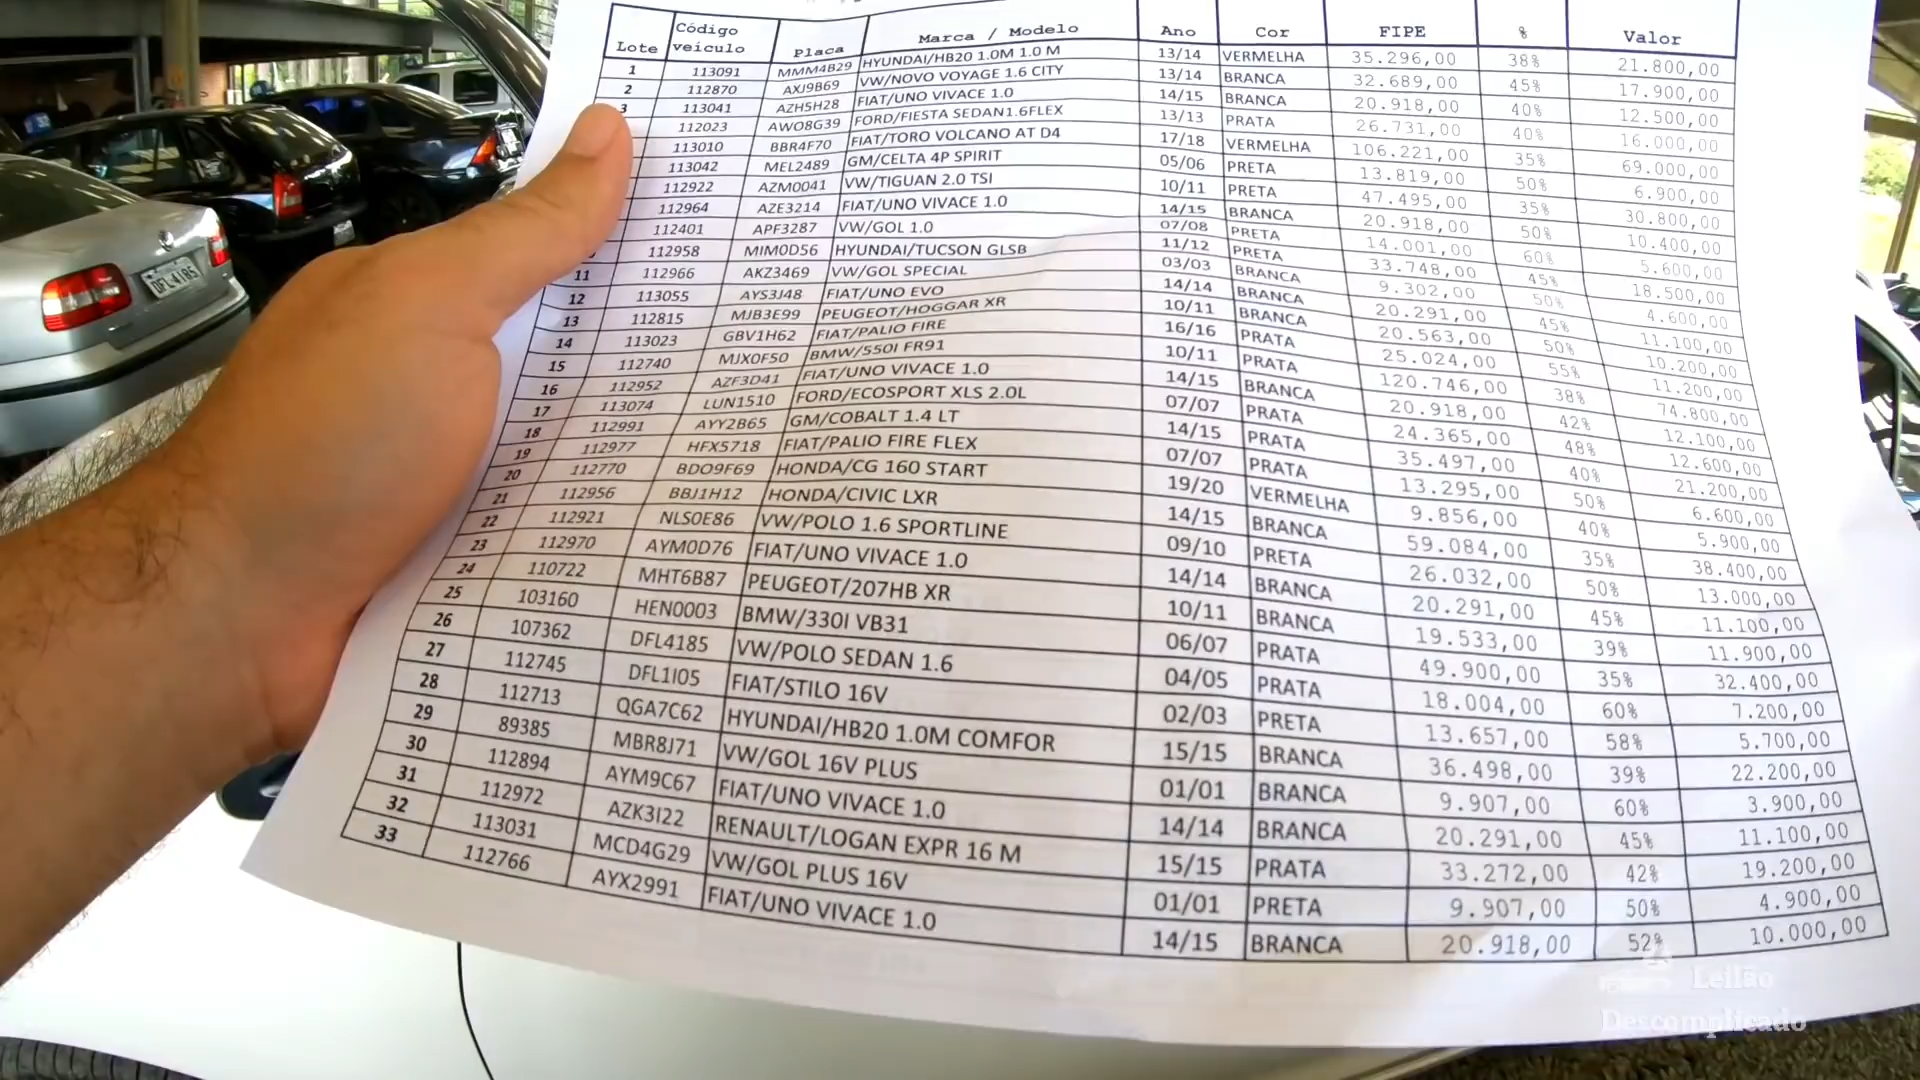 Lote Código veículo Placa Marca / Modelo Ano Cor FIPE % Valor
1 113091 MMM4B29 HYUNDAI/HB20 1.0M 1.0 M 13/14 VERMELHA 35.296,00 38% 21.800,00
2 112870 AXJ9B69 VW/NOVO VOYAGE 1.6 CITY 13/14 BRANCA 32.689,00 45% 17.900,00
3 113041 AZH5H28 FIAT/UNO VIVACE 1.0 14/15 BRANCA 20.918,00 40% 12.500,00
112023 AWO8G39 FORD/FIESTA SEDAN1.6FLEX 13/13 PRATA 26.731,00 40% 16.000,00
113010 BBR4F70 FIAT/TORO VOLCANO AT D4 17/18 VERMELHA 106.221,00 35% 69.000,00
113042 MEL2489 GM/CELTA 4P SPIRIT 05/06 PRETA 13.819,00 50% 6.900,00
112922 AZM0041 VW/TIGUAN 2.0 TSI 10/11 PRETA 47.495,00 35% 30.800,00
112964 AZE3214 FIAT/UNO VIVACE 1.0 14/15 BRANCA 20.918,00 50% 10.400,00
112401 APF3287 VW/GOL 1.0 07/08 PRETA 14.001,00 60% 5.600,00
112958 MIM0D56 HYUNDAI/TUCSON GLSB 11/12 PRETA 33.748,00 45% 18.500,00
11 112966 AKZ3469 VW/GOL SPECIAL 03/03 BRANCA 9.302,00 50% 4.600,00
12 113055 AYS3J48 FIAT/UNO EVO 14/14 BRANCA 20.291,00 45% 11.100,00
13 112815 MJB3E99 PEUGEOT/HOGGAR XR 10/11 BRANCA 20.563,00 50% 10.200,00
14 113023 GBV1H62 FIAT/PALIO FIRE 16/16 PRATA 25.024,00 55% 11.200,00
15 112740 MJX0F50 BMW/550I FR91 10/11 PRATA 120.746,00 38% 74.800,00
16 112952 AZF3D41 FIAT/UNO VIVACE 1.0 14/15 BRANCA 20.918,00 42% 12.100,00
17 113074 LUN1510 FORD/ECOSPORT XLS 2.0L 07/07 PRATA 24.365,00 48% 12.600,00
18 112991 AYY2B65 GM/COBALT 1.4 LT 14/15 PRATA 35.497,00 40% 21.200,00
19 112977 HFX5718 FIAT/PALIO FIRE FLEX 07/07 PRATA 13.295,00 50% 6.600,00
20 112770 BDO9F69 HONDA/CG 160 START 19/20 VERMELHA 9.856,00 40% 5.900,00
21 112956 BBJ1H12 HONDA/CIVIC LXR 14/15 BRANCA 59.084,00 35% 38.400,00
22 112921 NLS0E86 VW/POLO 1.6 SPORTLINE 09/10 PRETA 26.032,00 50% 13.000,00
23 112970 AYM0D76 FIAT/UNO VIVACE 1.0 14/14 BRANCA 20.291,00 45% 11.100,00
24 110722 MHT6B87 PEUGEOT/207HB XR 10/11 BRANCA 19.533,00 39% 11.900,00
25 103160 HEN0003 BMW/330I VB31 06/07 PRATA 49.900,00 35% 32.400,00
26 107362 DFL4185 VW/POLO SEDAN 1.6 04/05 PRATA 18.004,00 60% 7.200,00
27 112745 DFL1I05 FIAT/STILO 16V 02/03 PRETA 13.657,00 58% 5.700,00
28 112713 QGA7C62 HYUNDAI/HB20 1.0M COMFOR 15/15 BRANCA 36.498,00 39% 22.200,00
29 89385 MBR8J71 VW/GOL 16V PLUS 01/01 BRANCA 9.907,00 60% 3.900,00
30 112894 AYM9C67 FIAT/UNO VIVACE 1.0 14/14 BRANCA 20.291,00 45% 11.100,00
31 112972 AZK3I22 RENAULT/LOGAN EXPR 16 M 15/15 PRATA 33.272,00 42% 19.200,00
32 113031 MCD4G29 VW/GOL PLUS 16V 01/01 PRETA 9.907,00 50% 4.900,00
33 112766 AYX2991 FIAT/UNO VIVACE 1.0 14/15 BRANCA 20.918,00 52% 10.000,00
DFL·4185
Leilão
Descomplicado